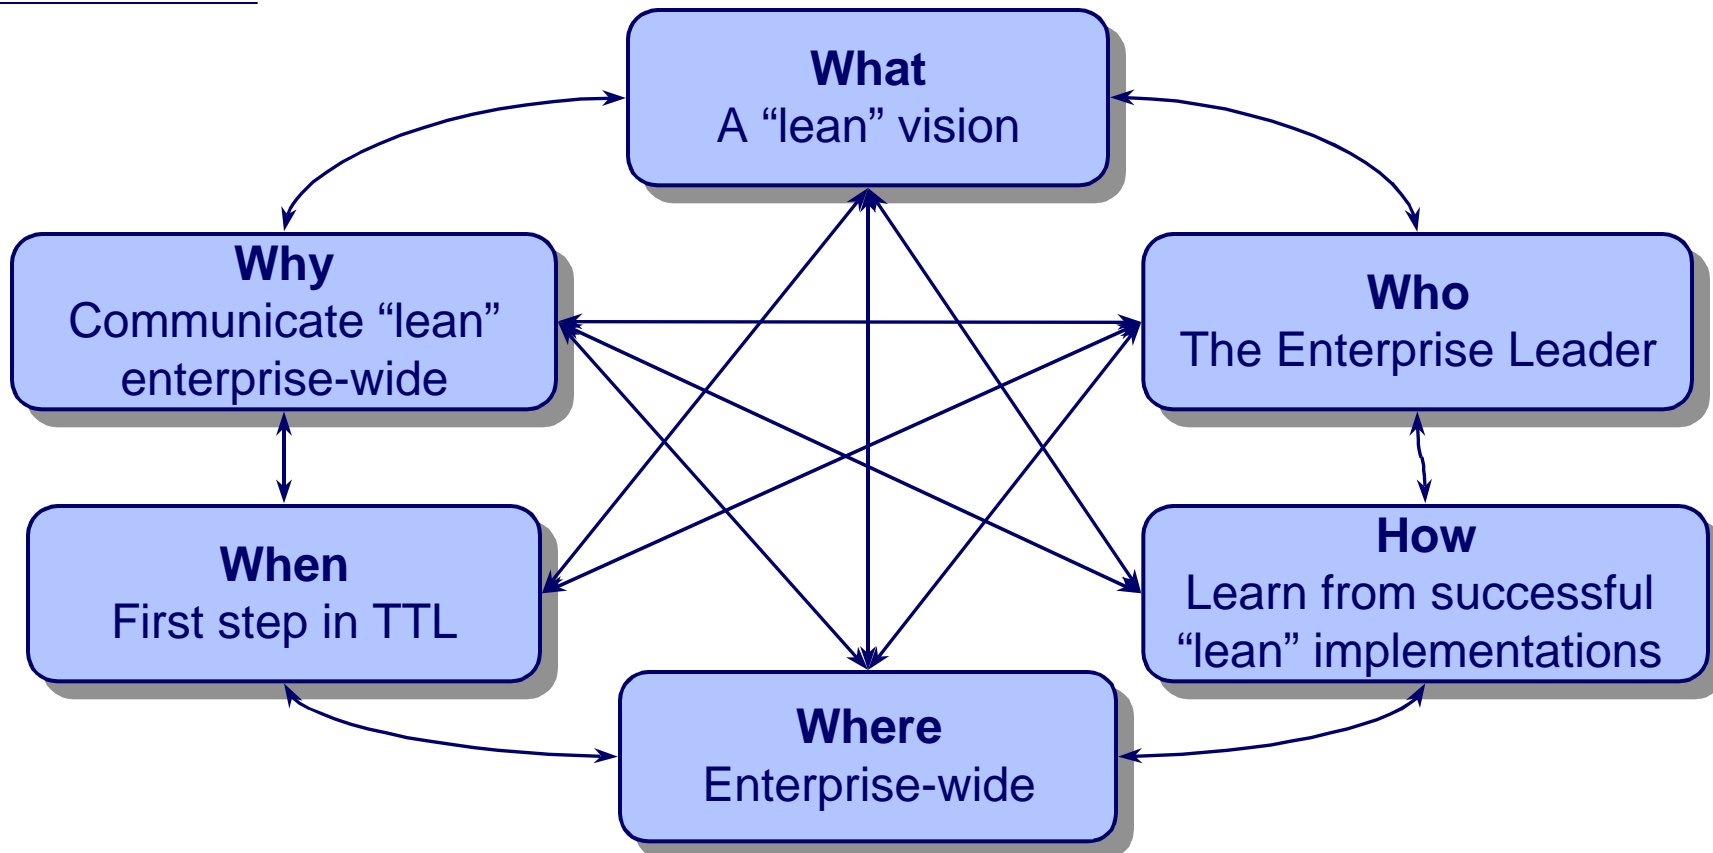 What
A “lean” vision
Why
Communicate “lean”
enterprise-wide
Who
The Enterprise Leader
When
First step in TTL
How
Learn from successful
“lean” implementations
Where
Enterprise-wide